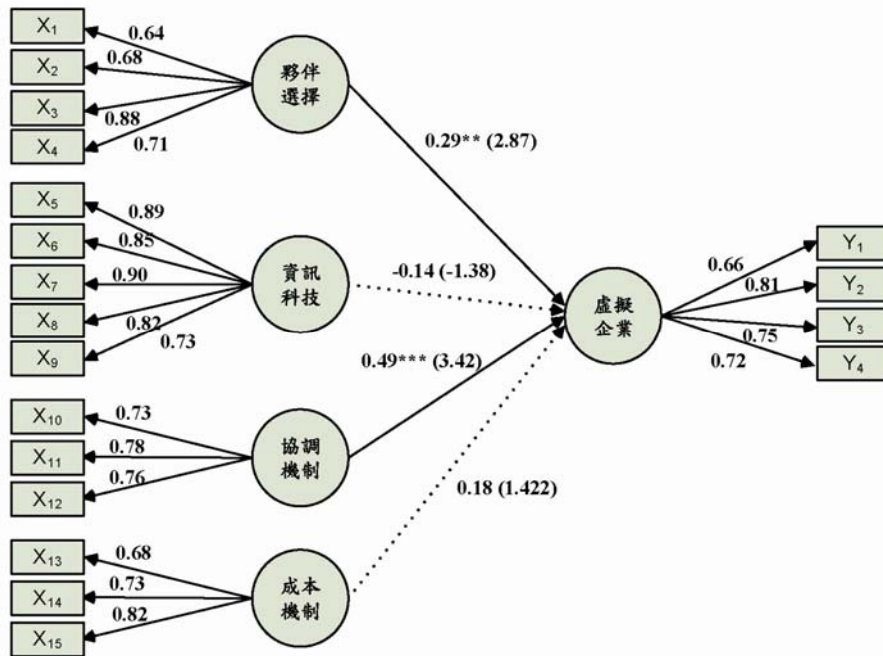 X1
0.64
X2
0.68
X3
0.88
X4
0.71
夥伴
選擇
0.29** (2.87)
X5
0.89
X6
0.85
X7
0.90
X8
0.82
X9
0.73
資訊
科技
-0.14 (-1.38)
虛擬
企業
0.66
Y1
0.81
Y2
0.75
Y3
0.72
Y4
0.49*** (3.42)
X10
0.73
X11
0.78
X12
0.76
協調
機制
0.18 (1.422)
X13
0.68
X14
0.73
X15
0.82
成本
機制